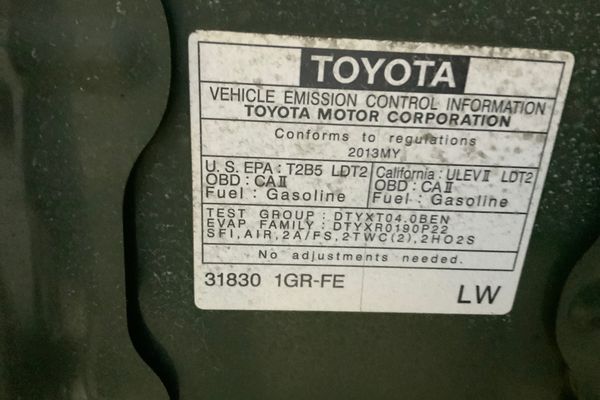 TOYOTA
VEHICLE EMISSION CONTROL INFORMATION
TOYOTA MOTOR CORPORATION
Conforms to regulations
2013MY
U.S. EPA : T2B5 LDT2
OBD : CAⅡ
Fuel : Gasoline
California : ULEVⅡ LDT2
OBD : CAⅡ
Fuel : Gasoline
TEST GROUP : DTYXT04.0BEN
EVAP FAMILY : DTYXR0190P22
SFI, AIR, 2A/FS, 2TWC(2), 2HO2S
No adjustments needed.
31830 1GR-FE
LW